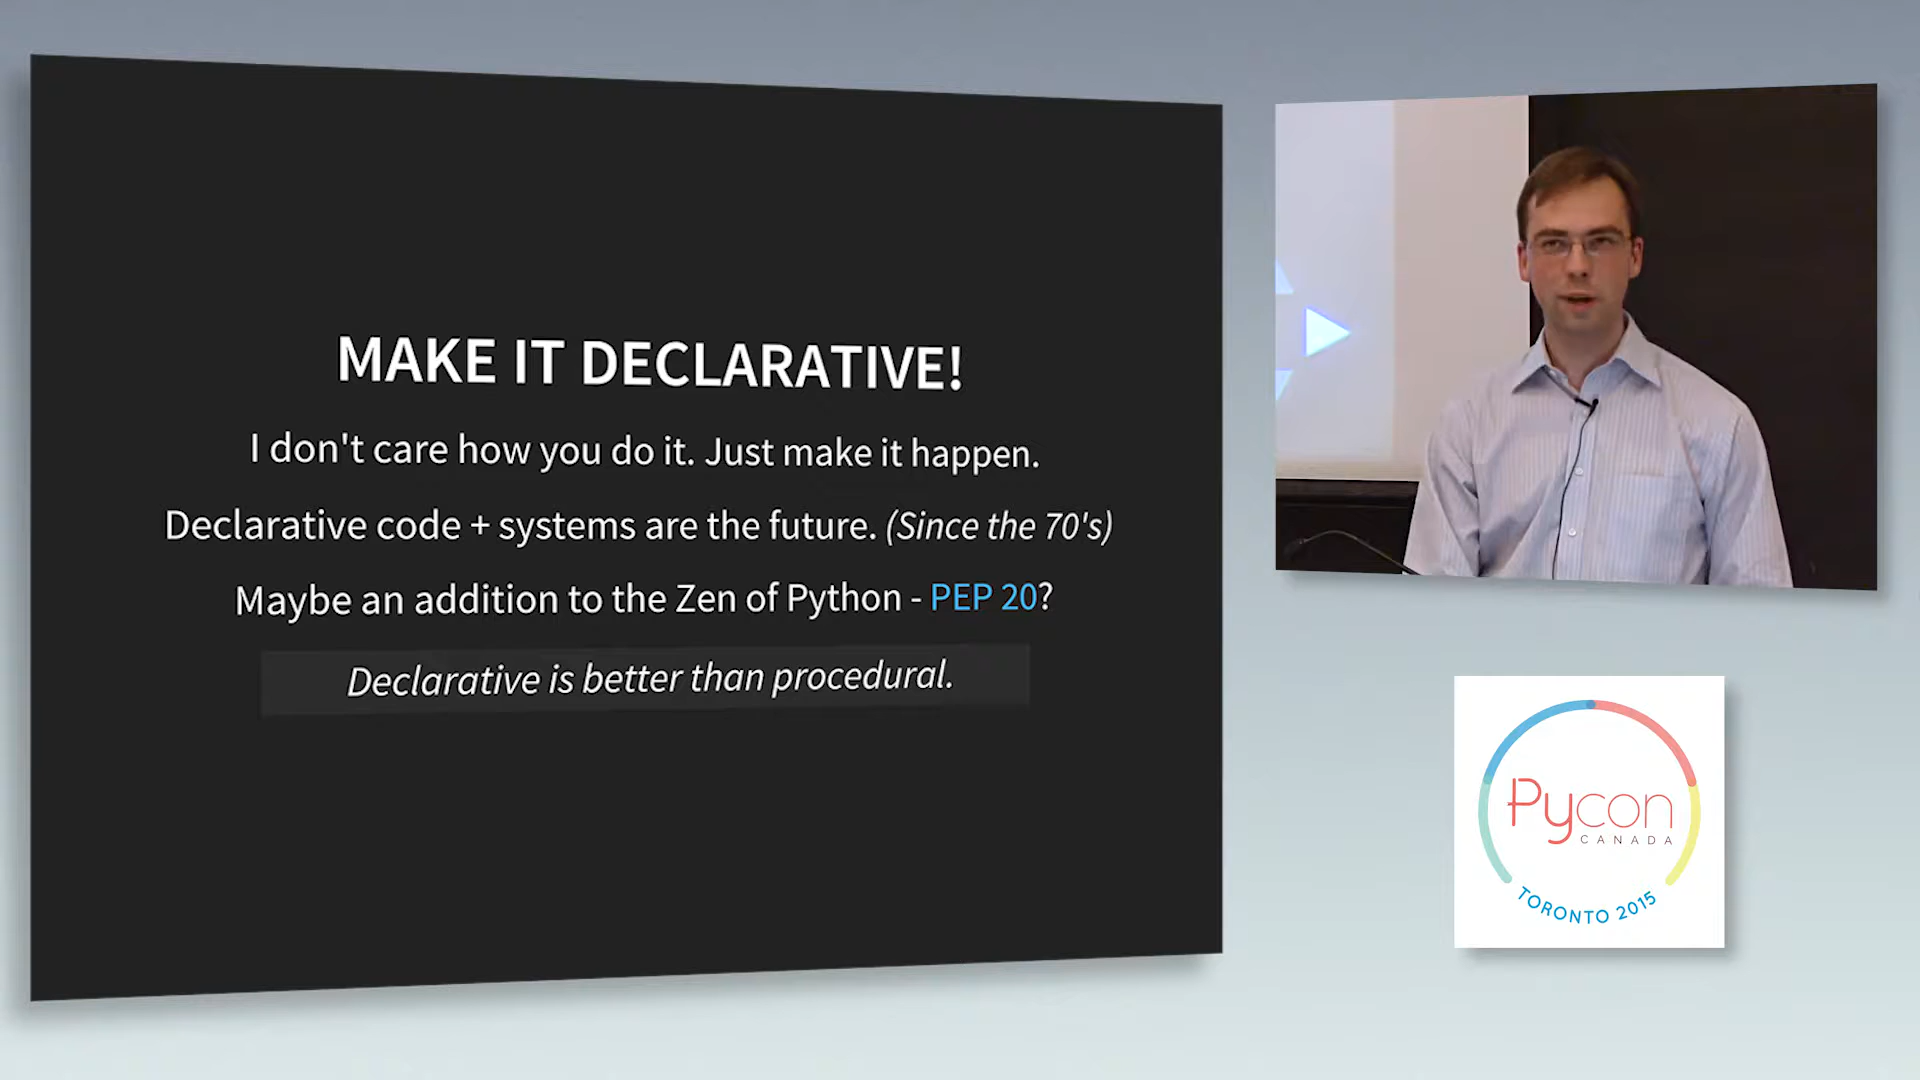 MAKE IT DECLARATIVE!
I don't care how you do it. Just make it happen.
Declarative code + systems are the future. (Since the 70's)
Maybe an addition to the Zen of Python - PEP 20?
Declarative is better than procedural.
Pycon
CANADA
TORONTO 2015